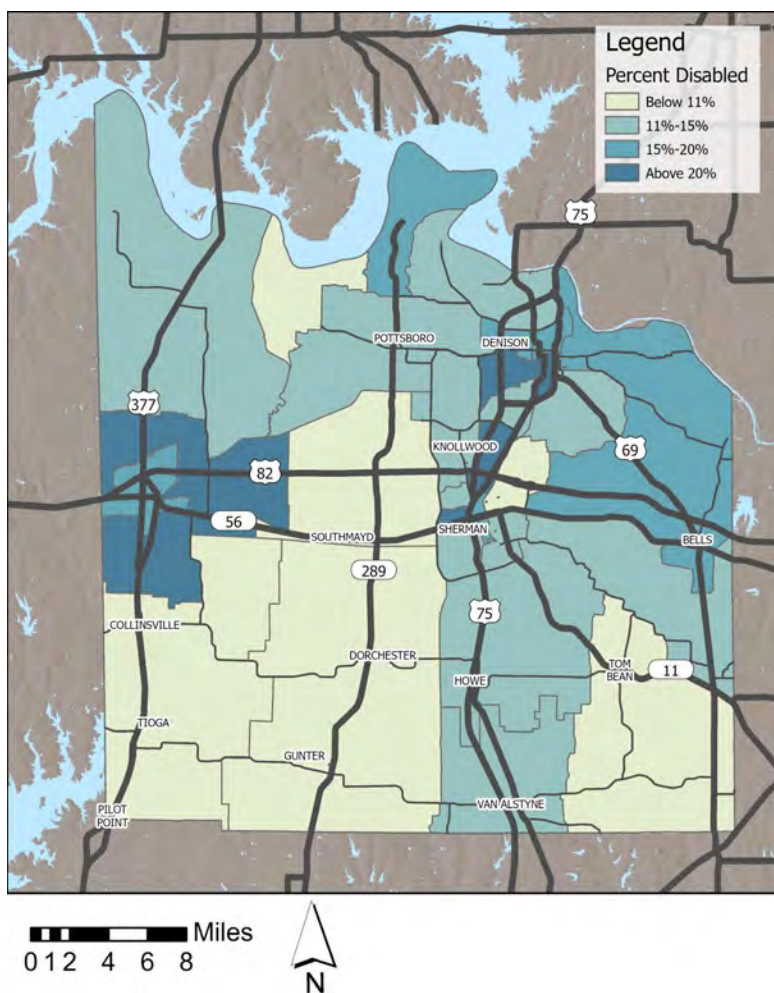 Legend
Percent Disabled
Below 11%
11%-15%
15%-20%
Above 20%
75
POTTSBORO
DENISON
377
KNOLLWOOD
69
82
56
SOUTHMAYD
SHERMAN
BELLS
289
75
COLLINSVILLE
DORCHESTER
HOWE
TOM
BEAN
11
TIOGA
GUNTER
PILOT
POINT
VAN ALSTYNE
Miles
0 1 2 4 6 8
N